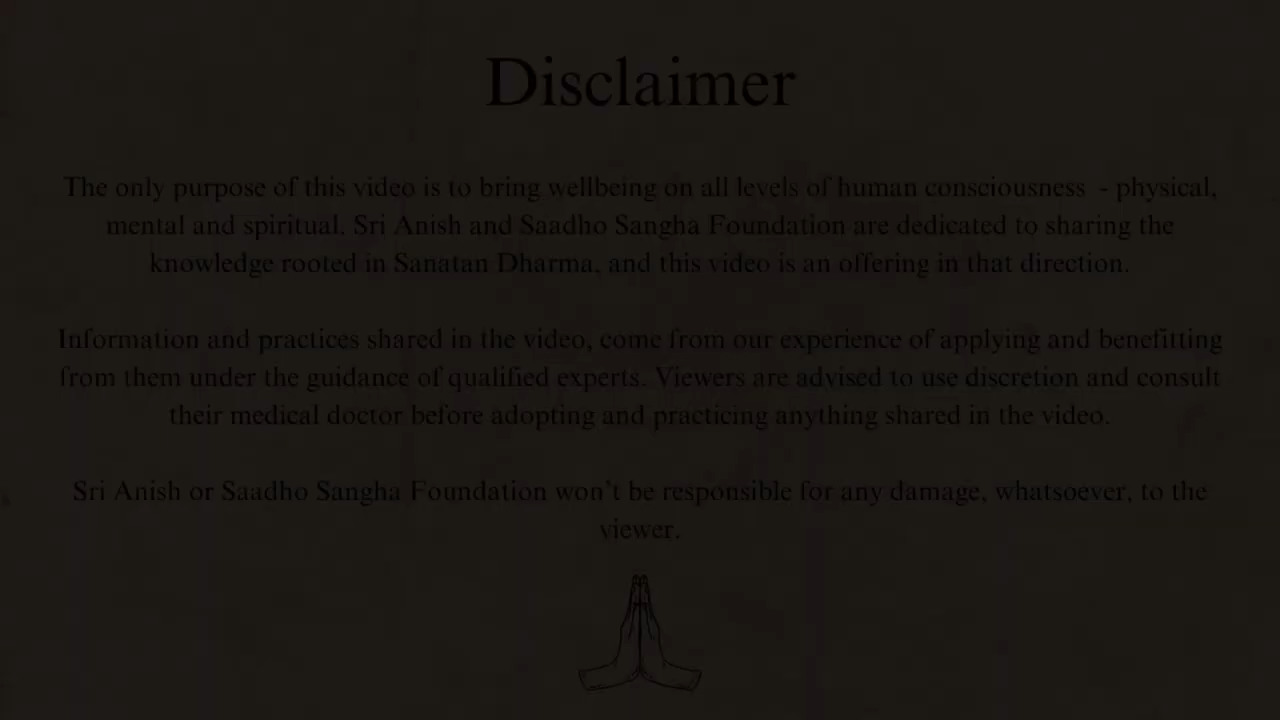 Disclaimer
The only purpose of this video is to bring wellbeing on all levels of human consciousness - physical,
mental and spiritual. Sri Anish and Saadho Sangha Foundation are dedicated to sharing the
knowledge rooted in Sanatan Dharma, and this video is an offering in that direction.
Information and practices shared in the video, come from our experience of applying and benefitting
from them under the guidance of qualified experts. Viewers are advised to use discretion and consult
their medical doctor before adopting and practicing anything shared in the video.
Sri Anish or Saadho Sangha Foundation won't be responsible for any damage, whatsoever, to the
viewer.